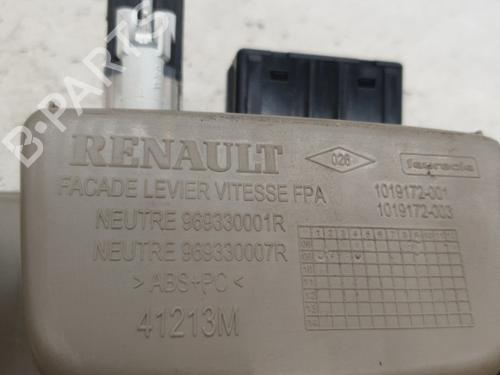 B-PARTS
RENAULT
026
faurecia
FACADE LEVIER VITESSE FPA
1019172-001
1019172-003
NEUTRE 969330001R
NEUTRE 969330007R
> ABS+PC <
41213M